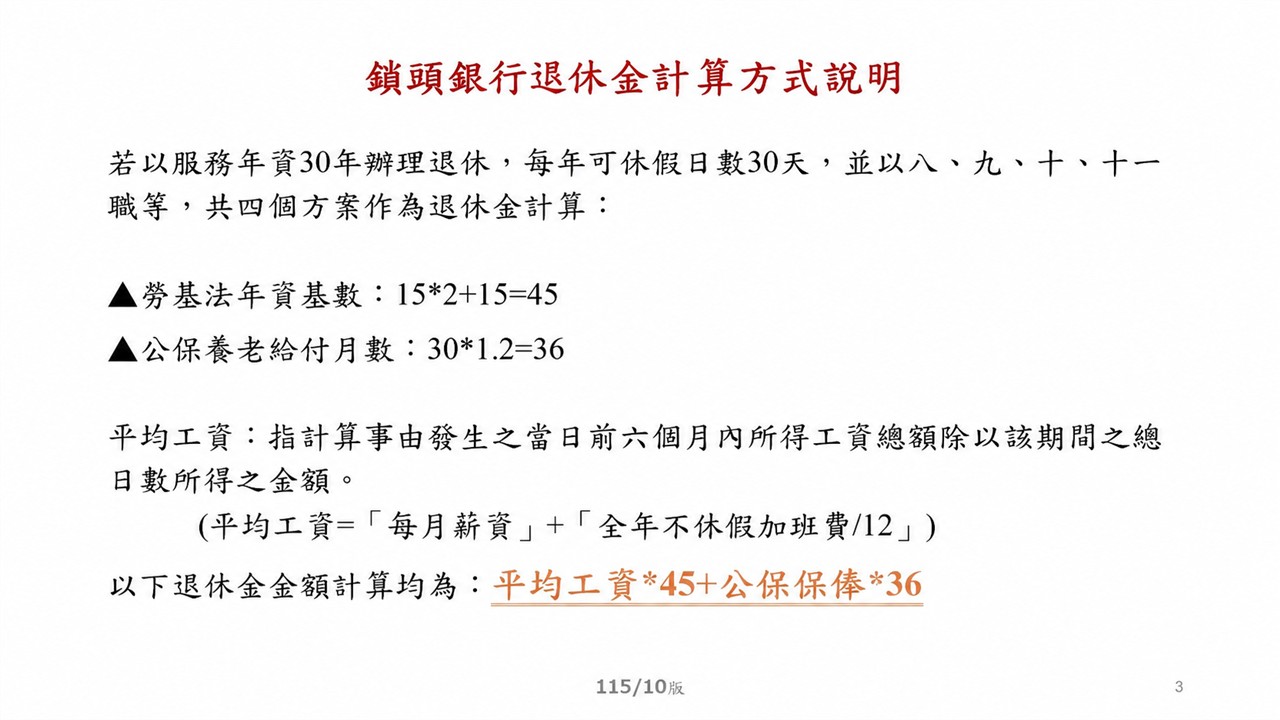 鎖頭銀行退休金計算方式說明
若以服務年資30年辦理退休，每年可休假日數30天，並以八、九、十、十一
職等，共四個方案作為退休金計算：
▲勞基法年資基數：15*2+15=45
▲公保養老給付月數：30*1.2=36
平均工資：指計算事由發生之當日前六個月內所得工資總額除以該期間之總
日數所得之金額。
(平均工資=「每月薪資」+「全年不休假加班費/12」)
以下退休金金額計算均為：平均工資*45+公保保俸*36
115/10版
3